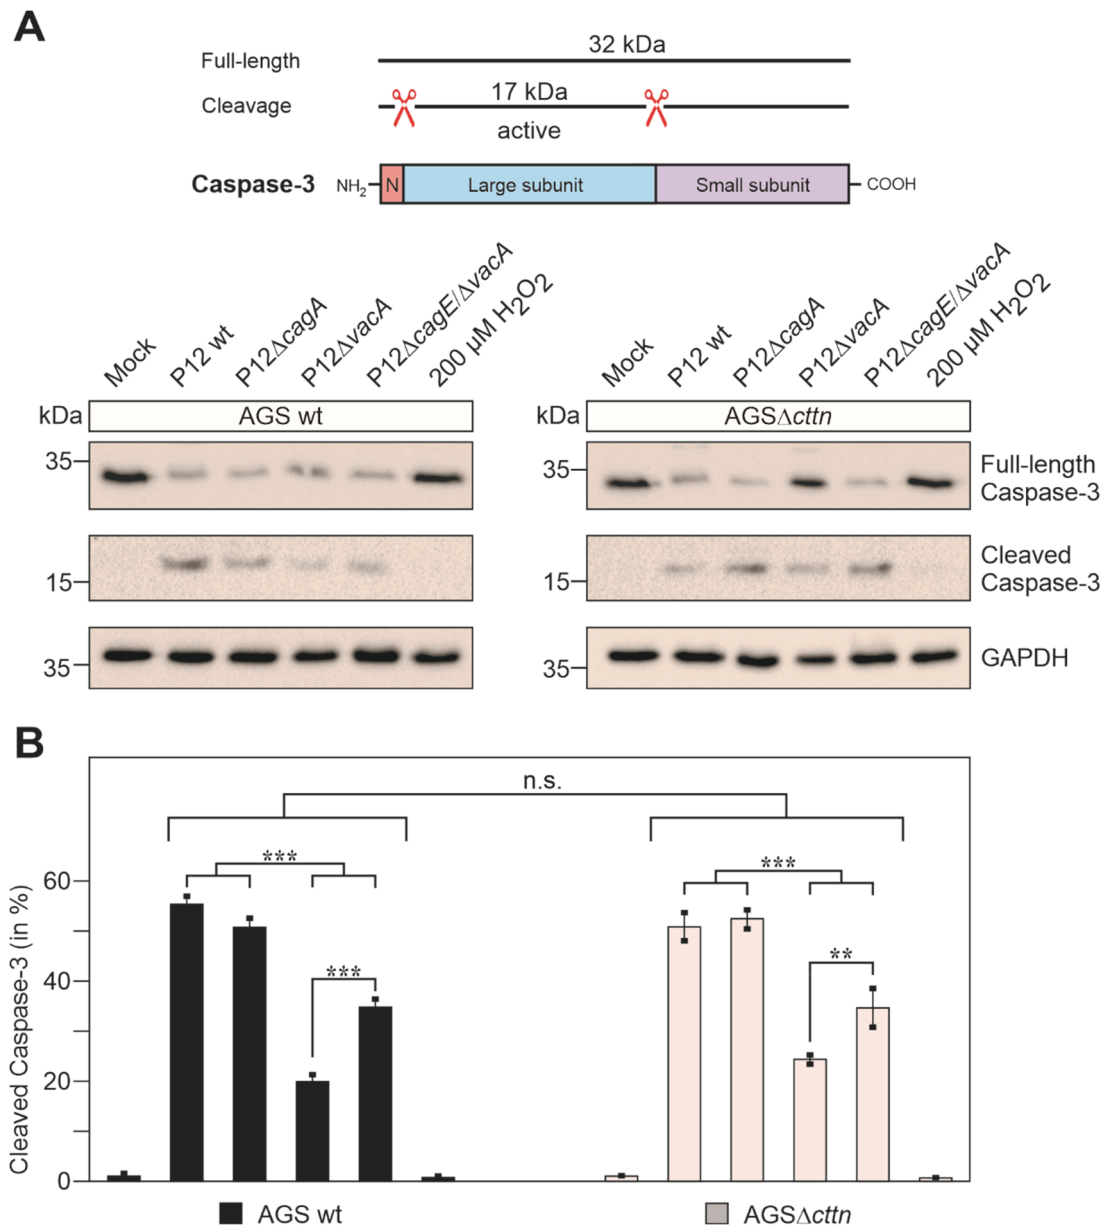 A
32 kDa
Full-length
17 kDa
Cleavage
active
Caspase-3 NH2 N Large subunit Small subunit COOH
Mock P12 wt P12ΔcagA P12ΔvacA P12ΔcagE/ΔvacA 200 µM H2O2
Mock P12 wt P12ΔcagA P12ΔvacA P12ΔcagE/ΔvacA 200 µM H2O2
kDa AGS wt kDa AGSΔcttn
35 35 Full-length
Caspase-3
15 15 Cleaved
Caspase-3
35 35 GAPDH
B
n.s.
*** ***
*** **
Cleaved Caspase-3 (in %)
60
40
20
0
AGS wt AGSΔcttn